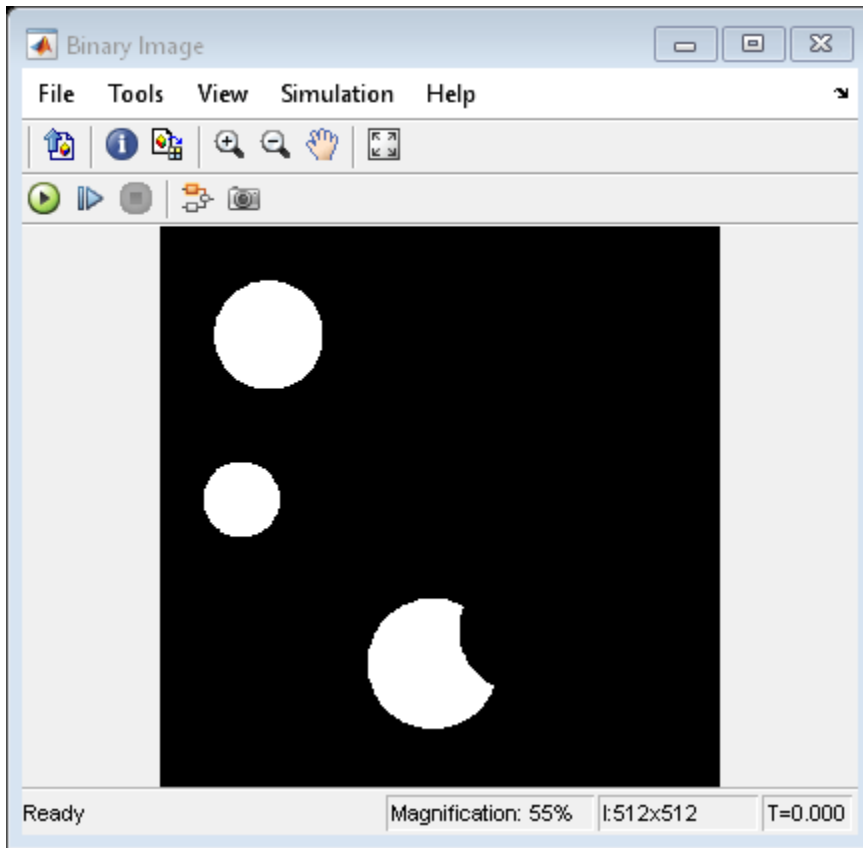 Binary Image
File Tools View Simulation Help
Ready Magnification: 55% I:512x512 T=0.000